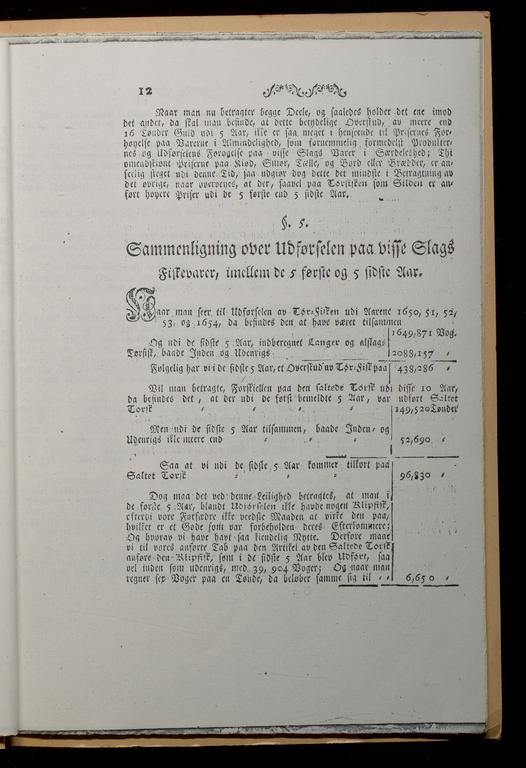 12
Naar man nu betragter begge Deele, og saaledes holder det ene imod
det andet, da skal man befinde, at dette betydelige Overskud, av meere end
16 Tønder Guld udi 5 Aar, ikke er saa meget i henseende til Prisernes For-
høyelse paa Varerne i Almindelighed, som fornemmelig formedelst Producter-
nes og Udførselens Forøgelse paa visse Slags Varer i Særdeleshed; Thi
omendskiønt Priserne paa Kiød, Smør, Tælle, og Bord eller Brædder, er an-
seelig steget udi denne Tid, saa udgiør dog dette det mindste i Betragtning av
det øvrige, naar overveyes, at der, saavel paa Tørfisken som Silden er an-
ført høyere Priser udi de 5 første end 5 sidste Aar.
§. 5.
Sammenligning over Udførselen paa visse Slags
Fiskevarer, imellem de 5 første og 5 sidste Aar.
Naar man seer til Udførselen av Tør-Fisken udi Aarene 1650, 51, 52,
53, og 1654, da befindes den at have været tilsammen
1649,871 Vog.
Og udi de sidste 5 Aar, indberegnet Langer og alslags
Tørfisk, baade Inden og Udenrigs 2088,157 „
Følgelig har vi i de sidste 5 Aar, et Overskud av Tør-Fisk paa 438,286 „
Vil man betragte, Forskiellen paa den saltede Torsk udi disse 10 Aar,
da befindes det, at der udi de først bemeldte 5 Aar, var udført Saltet
Torsk „ „ „ „ 149,520 Tønder
Men udi de sidste 5 Aar tilsammen, baade Inden- og
Udenrigs ikke meere end „ „ „ 52,690 „
Saa at vi udi de sidste 5 Aar kommer tilkort paa
Saltet Torsk „ „ „ 96,830 „
Dog maa det ved denne Leilighed betragtes, at man i
de første 5 Aar, blandt Udførselen ikke havde nogen Klipfisk,
efterdi vore Forfædre ikke veedste Maaden at virke den paa,
hvilket er et Gode som var forbeholden deres Efterkommere;
Og hvorav vi have havt saa kiendelig Nytte. Derfore maae
vi til vores anførte Tab paa den Artikel av den Saltede Torsk
anføre den Klipfisk, som i de sidste 5 Aar blev Udført, saa
vel inden som udenrigs, med 39, 904 Voger; Og naar man
regner sex Voger paa en Tønde, da beløber samme sig til „ 6,650 „